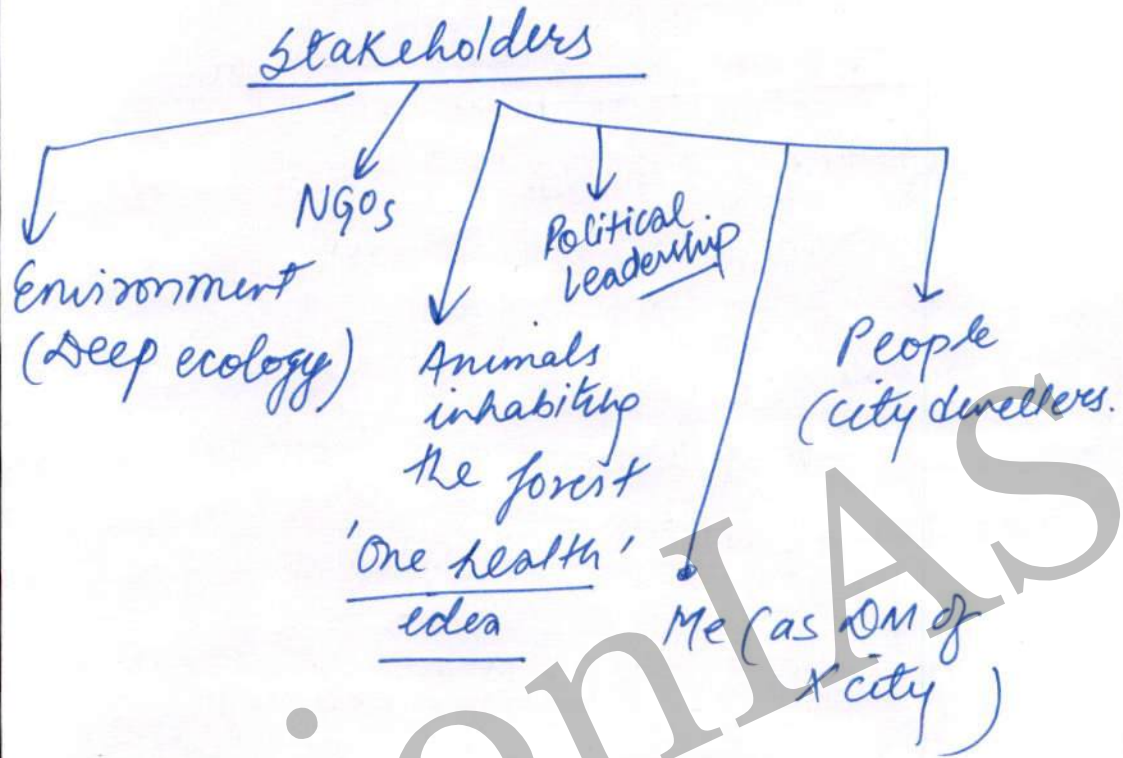 Stakeholders
NGOs
Environment
(Deep ecology)
Animals
inhabiting
the forest
'One health'
idea
Political
leadership
Me (as DM of
X city)
People
(city dwellers.
onIAS